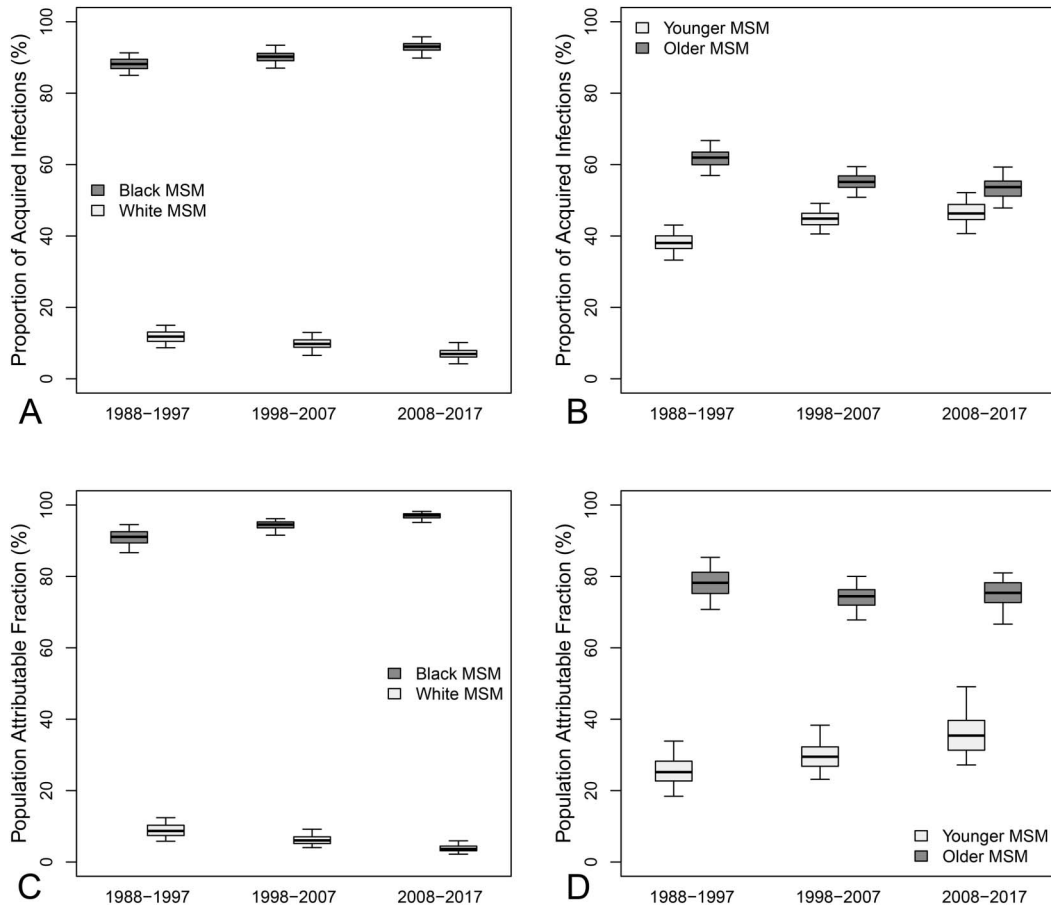 Proportion of Acquired Infections (%)
100
80
60
40
20
0
Black MSM
White MSM
1988−1997
1998−2007
2008−2017
A
Proportion of Acquired Infections (%)
100
80
60
40
20
0
Younger MSM
Older MSM
1988−1997
1998−2007
2008−2017
B
Population Attributable Fraction (%)
100
80
60
40
20
0
Black MSM
White MSM
1988−1997
1998−2007
2008−2017
C
Population Attributable Fraction (%)
100
80
60
40
20
0
Younger MSM
Older MSM
1988−1997
1998−2007
2008−2017
D